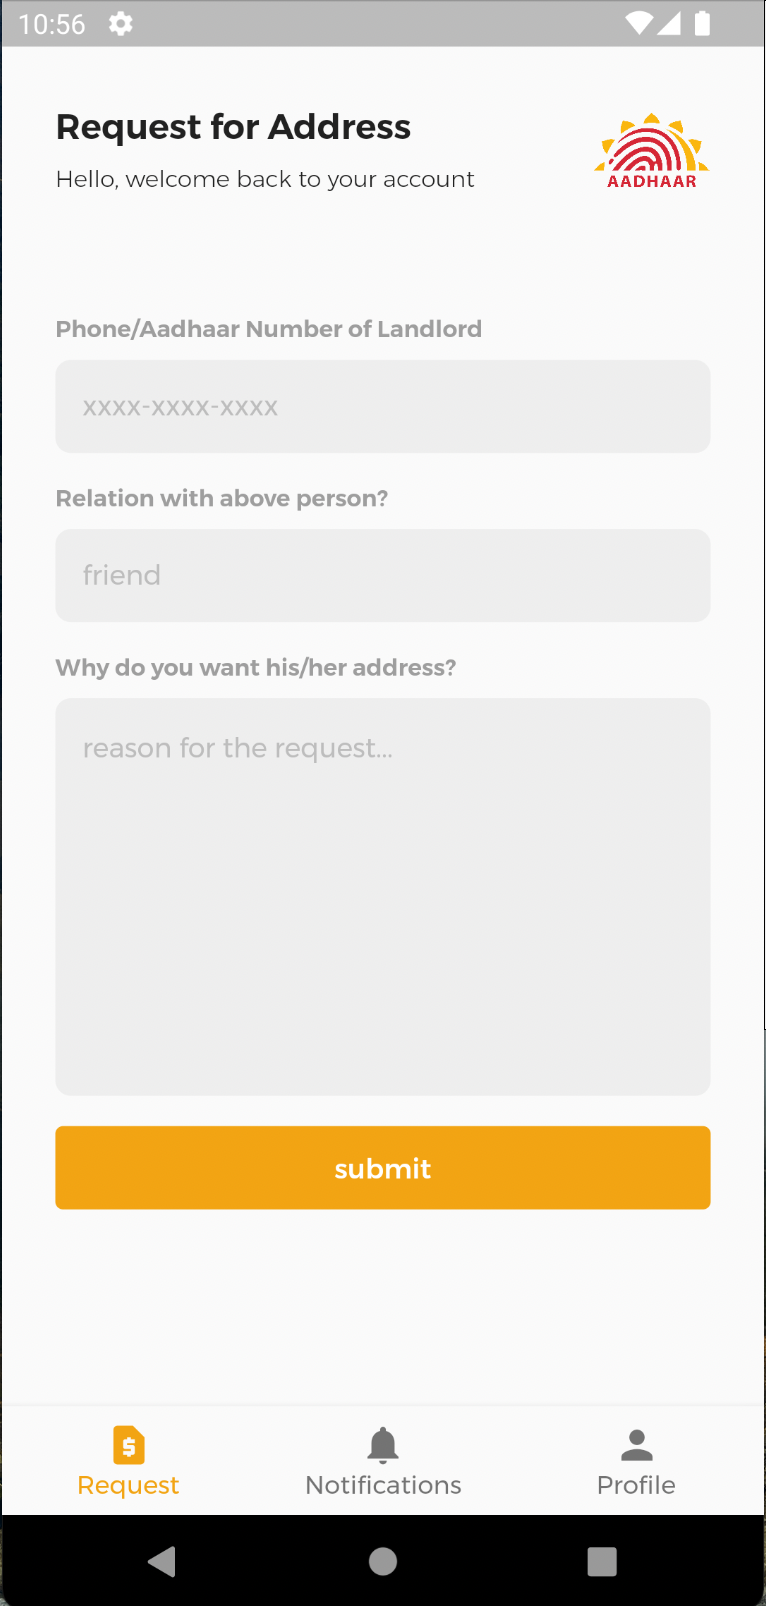 10:56
Request for Address
Hello, welcome back to your account
AADHAAR
Phone/Aadhaar Number of Landlord
xxxx-xxxx-xxxx
Relation with above person?
friend
Why do you want his/her address?
reason for the request...
submit
Request
Notifications
Profile